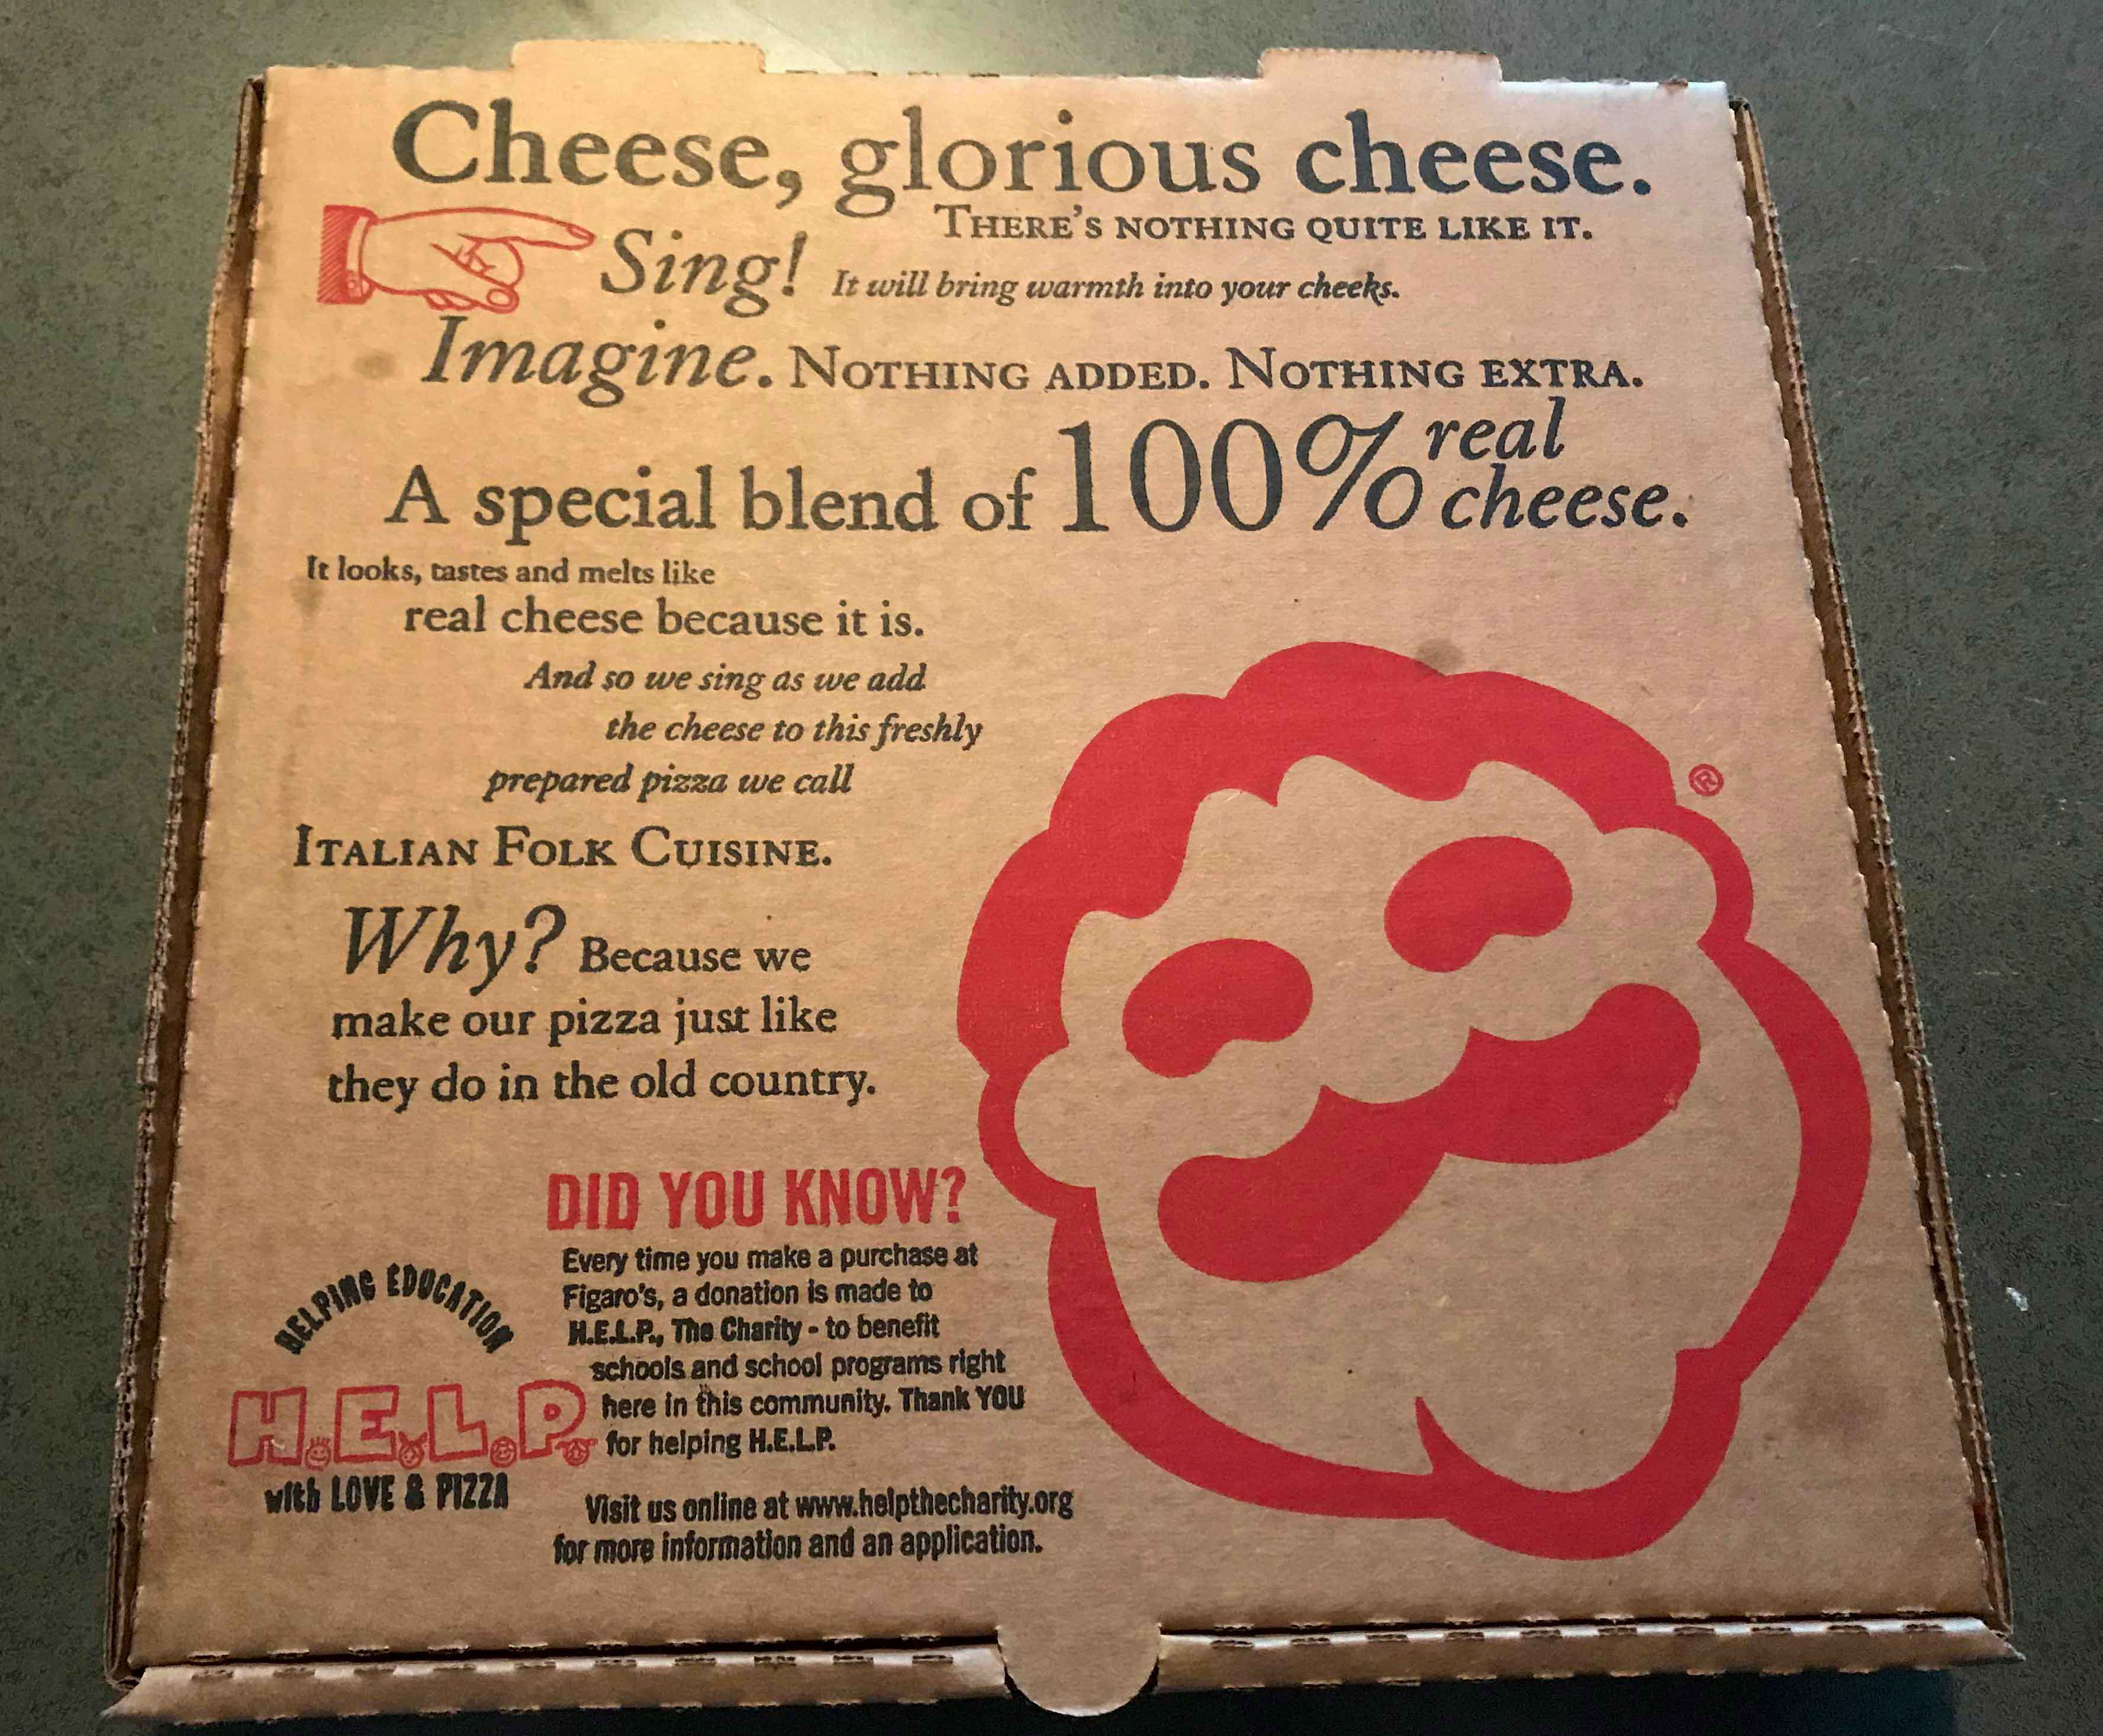 Cheese, glorious cheese.
THERE'S NOTHING QUITE LIKE IT.
Sing! It will bring warmth into your cheeks.
Imagine. NOTHING ADDED. NOTHING EXTRA.
A special blend of 100% real cheese.
It looks, tastes and melts like
real cheese because it is.
And so we sing as we add
the cheese to this freshly
prepared pizza we call
ITALIAN FOLK CUISINE.
Why? Because we
make our pizza just like
they do in the old country.
®
DID YOU KNOW?
Every time you make a purchase at
Figaro's, a donation is made to
H.E.L.P., The Charity - to benefit
schools and school programs right
here in this community. Thank YOU
for helping H.E.L.P.
HELPING EDUCATION
H.E.L.P.
with LOVE & PIZZA
Visit us online at www.helpthecharity.org
for more information and an application.